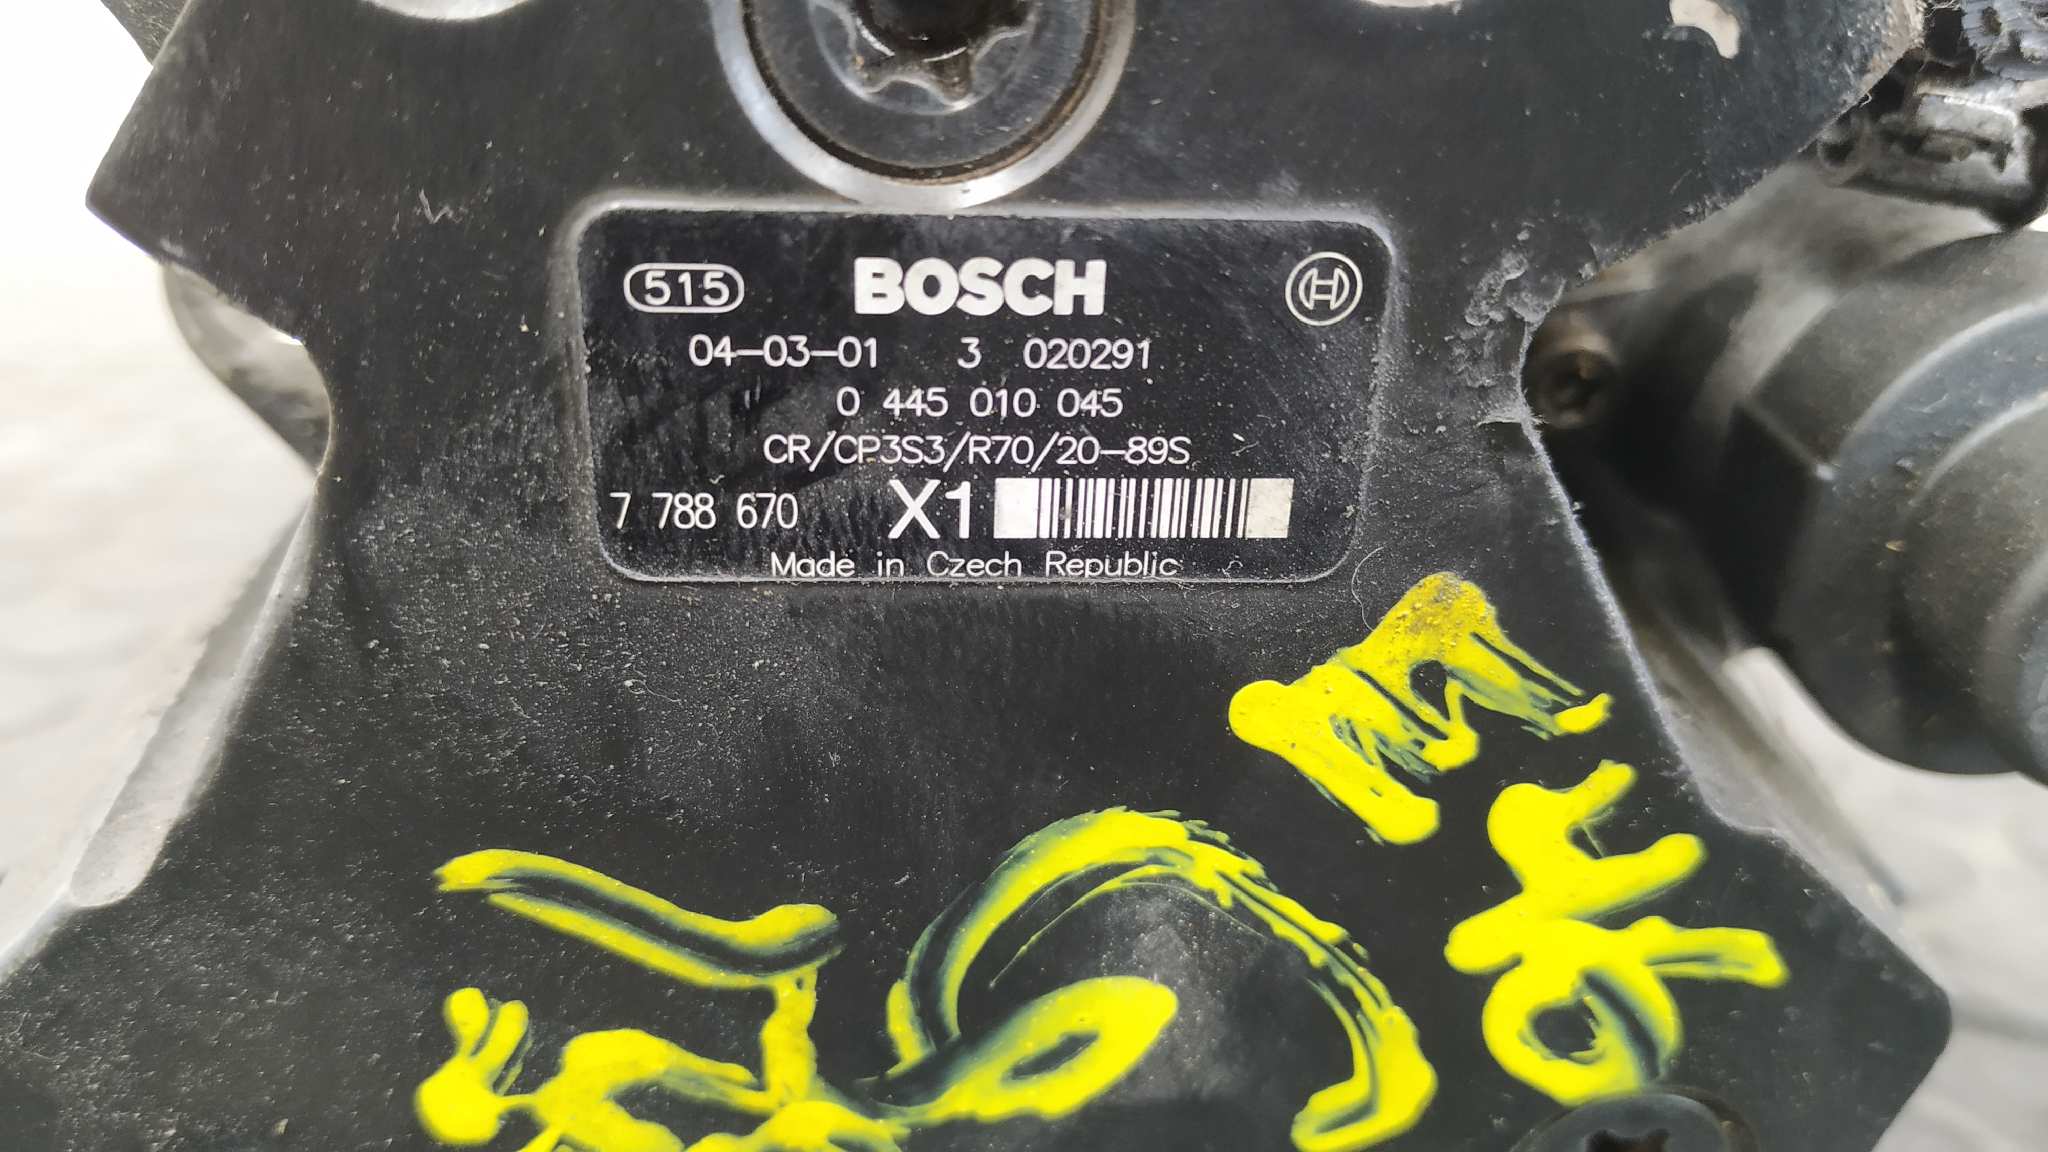 515 BOSCH
04-03-01 3 020291
0 445 010 045
CR/CP3S3/R70/20-89S
7 788 670 X1
Made in Czech Republic